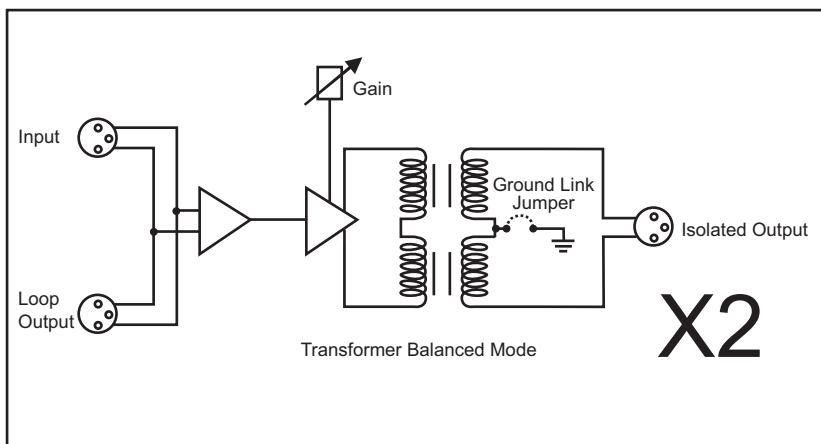 Gain
Input
Ground Link
Jumper
Isolated Output
Loop
Output
X2
Transformer Balanced Mode